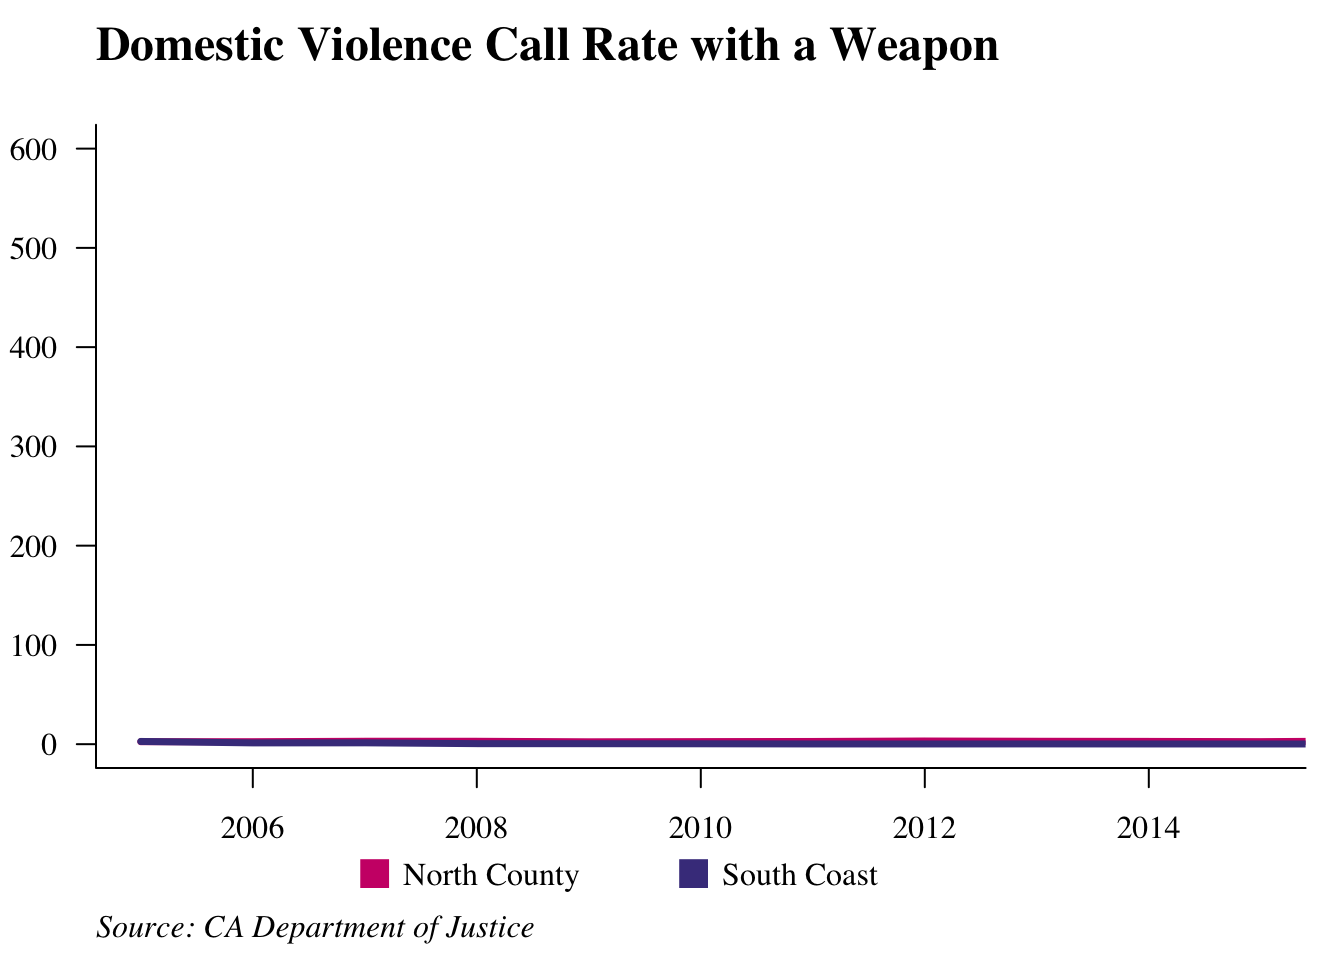 Domestic Violence Call Rate with a Weapon
600
500
400
300
200
100
0
2006 2008 2010 2012 2014
North County South Coast
Source: CA Department of Justice